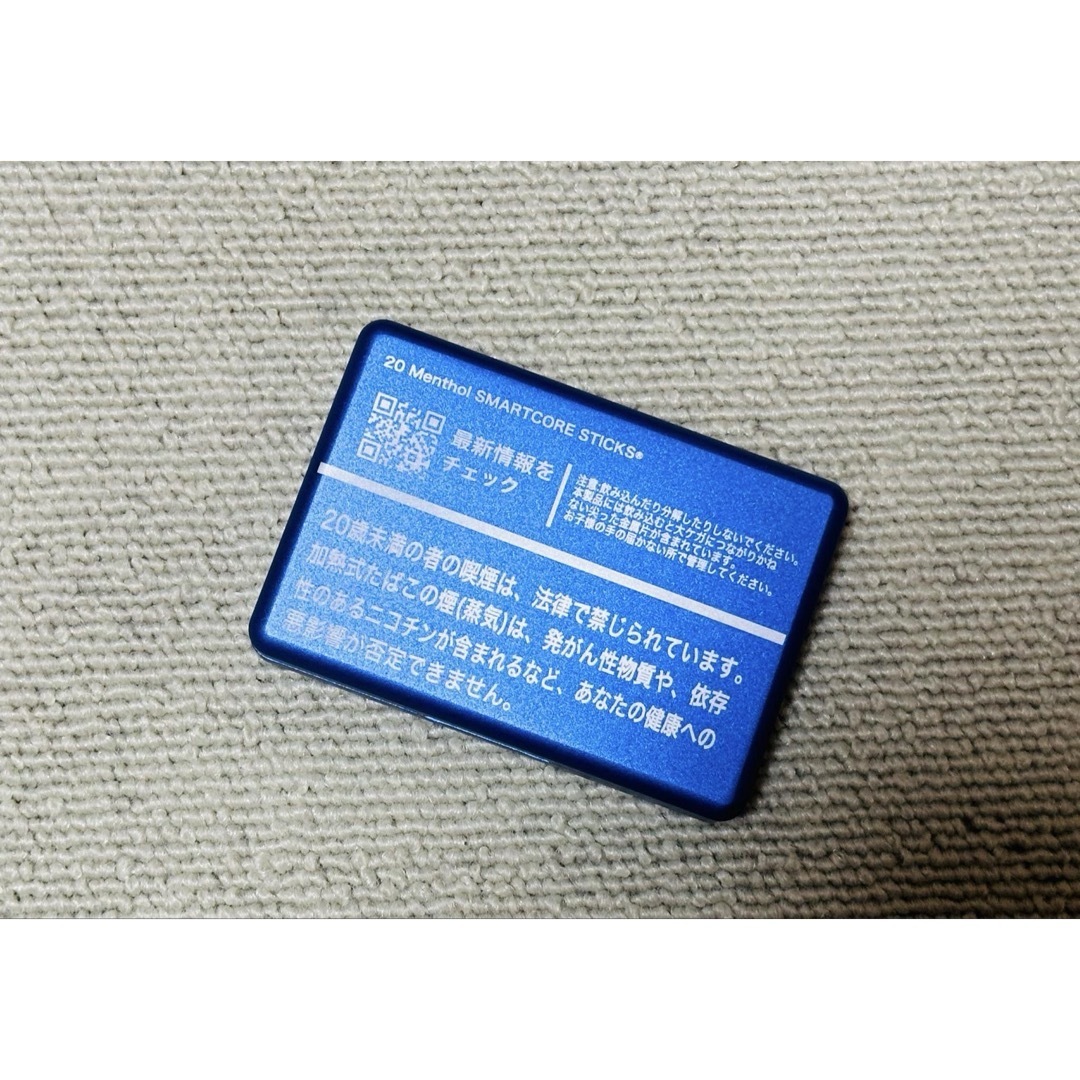 20 Menthol SMARTCORE STICKS®
最新情報を
チェック
注意:飲み込んだり分解したりしないでください。
本製品には飲み込むと大ケガにつながりかね
ない尖った金属片が含まれています。
お子様の手の届かない所で管理してください。
20歳未満の者の喫煙は、法律で禁じられています。
加熱式たばこの煙(蒸気)は、発がん性物質や、依存
性のあるニコチンが含まれるなど、あなたの健康への
悪影響が否定できません。